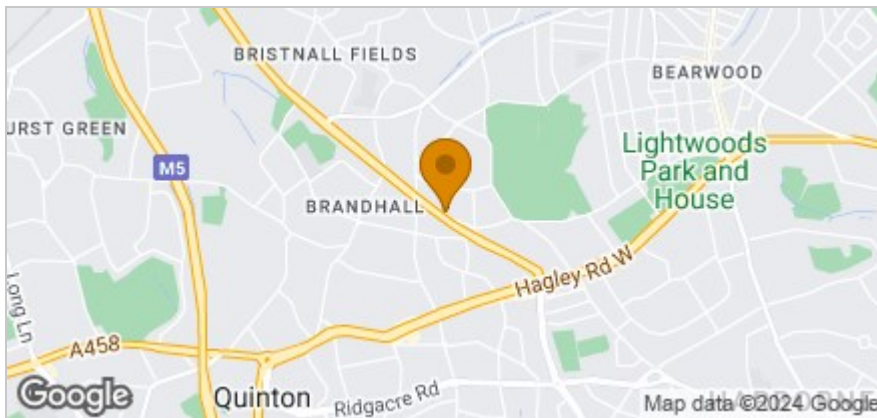 BRISTNALL FIELDS
BEARWOOD
URST GREEN
M5
Lightwoods
Park and
House
BRANDHALL
Hagley Rd W
Long Ln
A458
Google
Quinton
Ridgacre Rd
Map data ©2024 Google